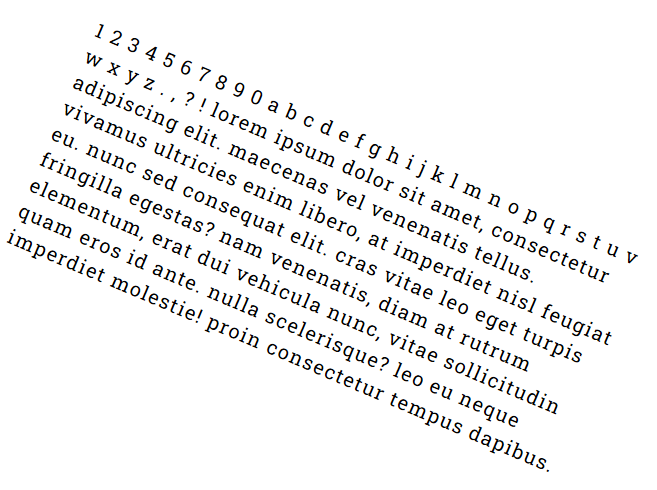 1 2 3 4 5 6 7 8 9 0 a b c d e f g h i j k l m n o p q r s t u v
w x y z . , ? ! lorem ipsum dolor sit amet, consectetur
adipiscing elit. maecenas vel venenatis tellus.
vivamus ultricies enim libero, at imperdiet nisl feugiat
eu. nunc sed consequat elit. cras vitae leo eget turpis
fringilla egestas? nam venenatis, diam at rutrum
elementum, erat dui vehicula nunc, vitae sollicitudin
quam eros id ante. nulla scelerisque? leo eu neque
imperdiet molestie! proin consectetur tempus dapibus.